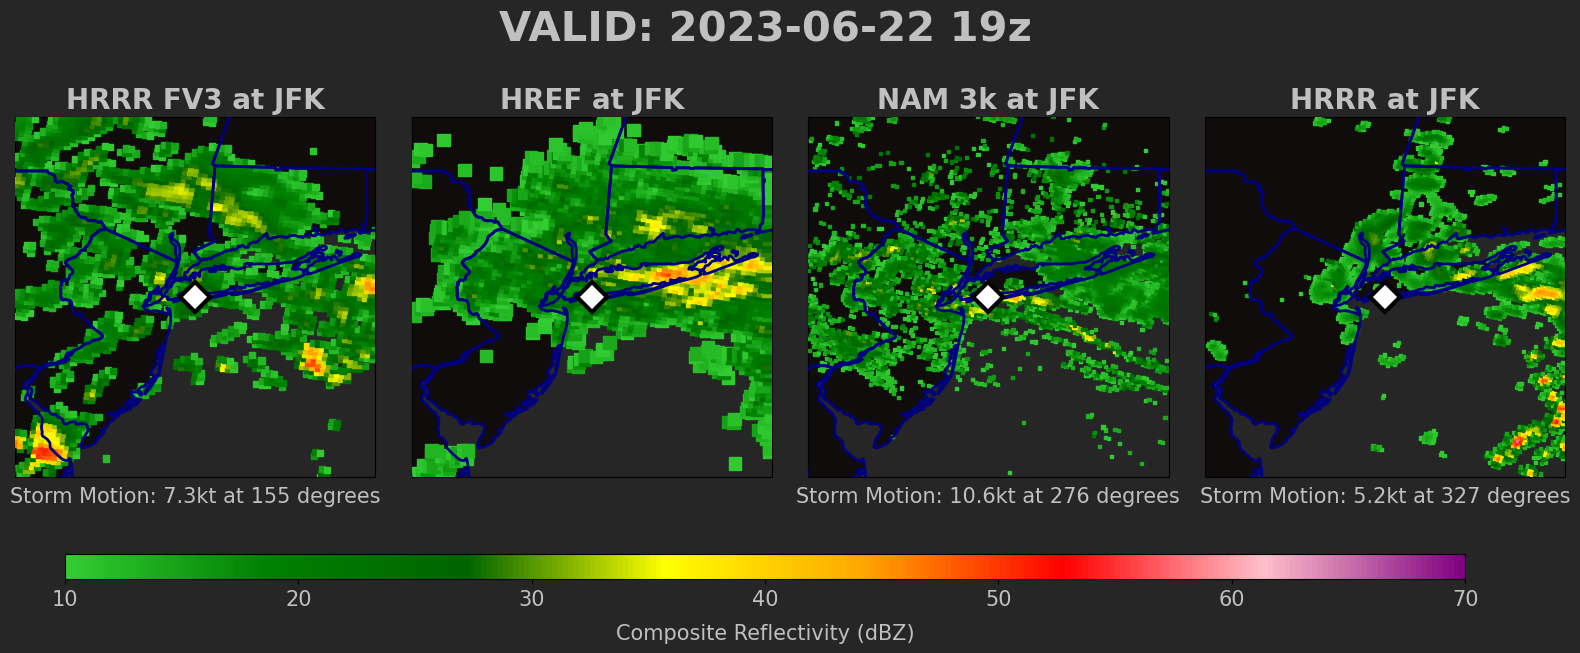 VALID: 2023-06-22 19z
HRRR FV3 at JFK
HREF at JFK
NAM 3k at JFK
HRRR at JFK
Storm Motion: 7.3kt at 155 degrees
Storm Motion: 10.6kt at 276 degrees
Storm Motion: 5.2kt at 327 degrees
10 20 30 40 50 60 70
Composite Reflectivity (dBZ)